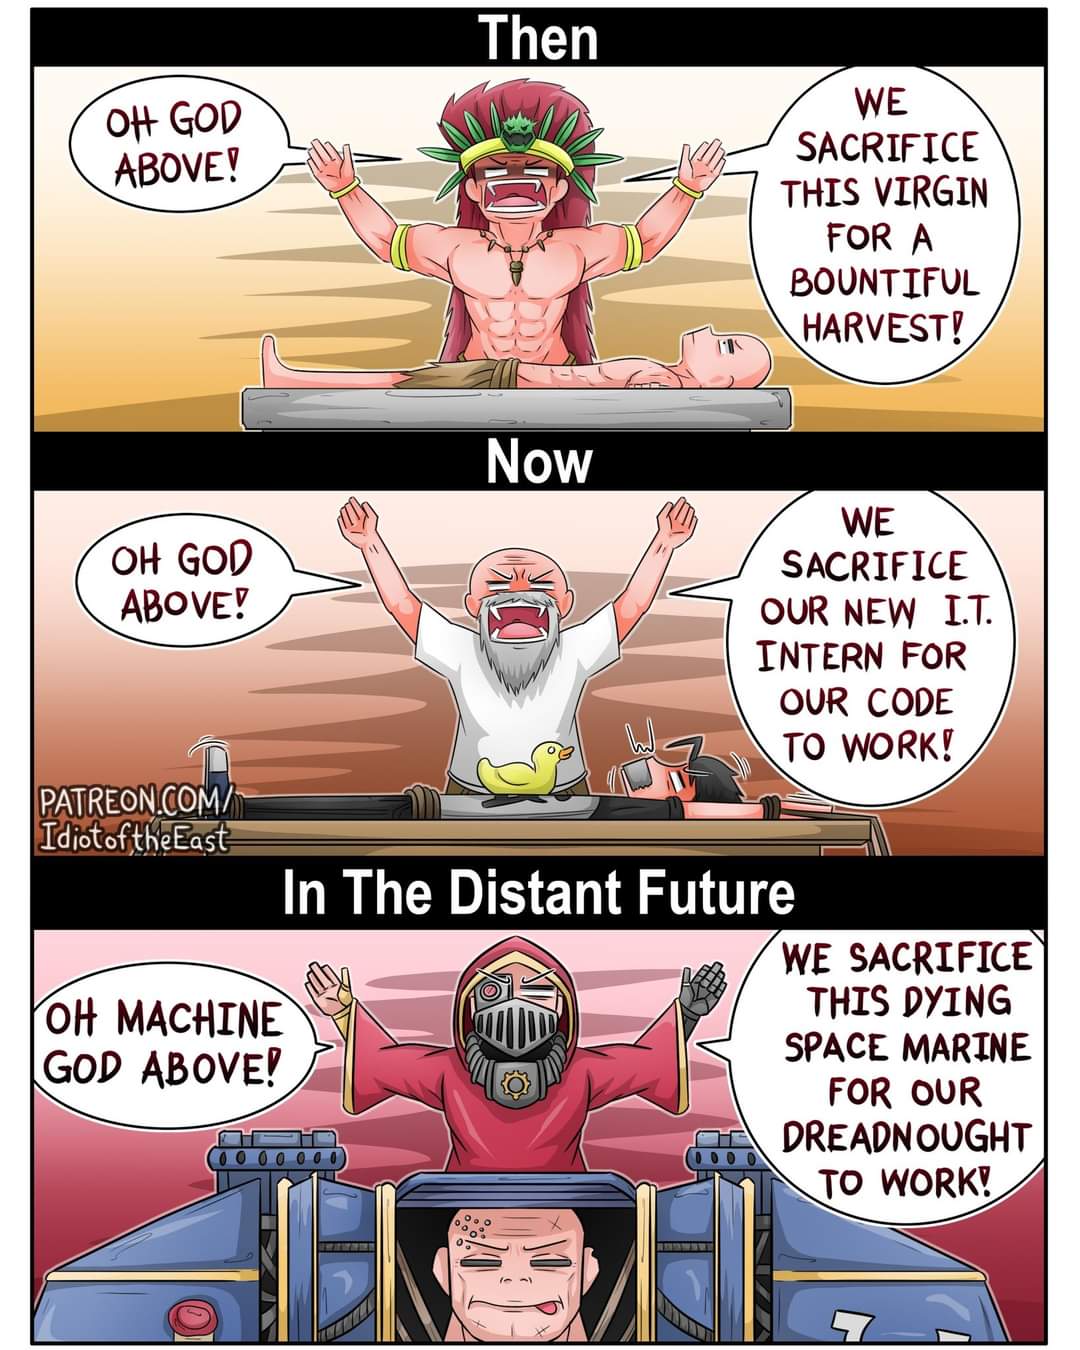 Then
OH GOD
ABOVE!
WE
SACRIFICE
THIS VIRGIN
FOR A
BOUNTIFUL
HARVEST!
Now
OH GOD
ABOVE!
WE
SACRIFICE
OUR NEW I.T.
INTERN FOR
OUR CODE
TO WORK!
PATREON.COM/
IdiotoftheEast
In The Distant Future
OH MACHINE
GOD ABOVE!
WE SACRIFICE
THIS DYING
SPACE MARINE
FOR OUR
DREADNOUGHT
TO WORK!